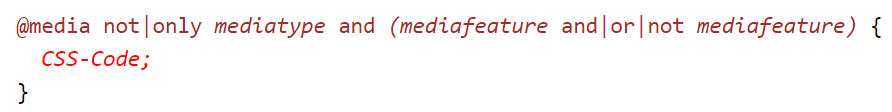 @media not|only mediatype and (mediafeature and|or|not mediafeature) {
  CSS-Code;
}